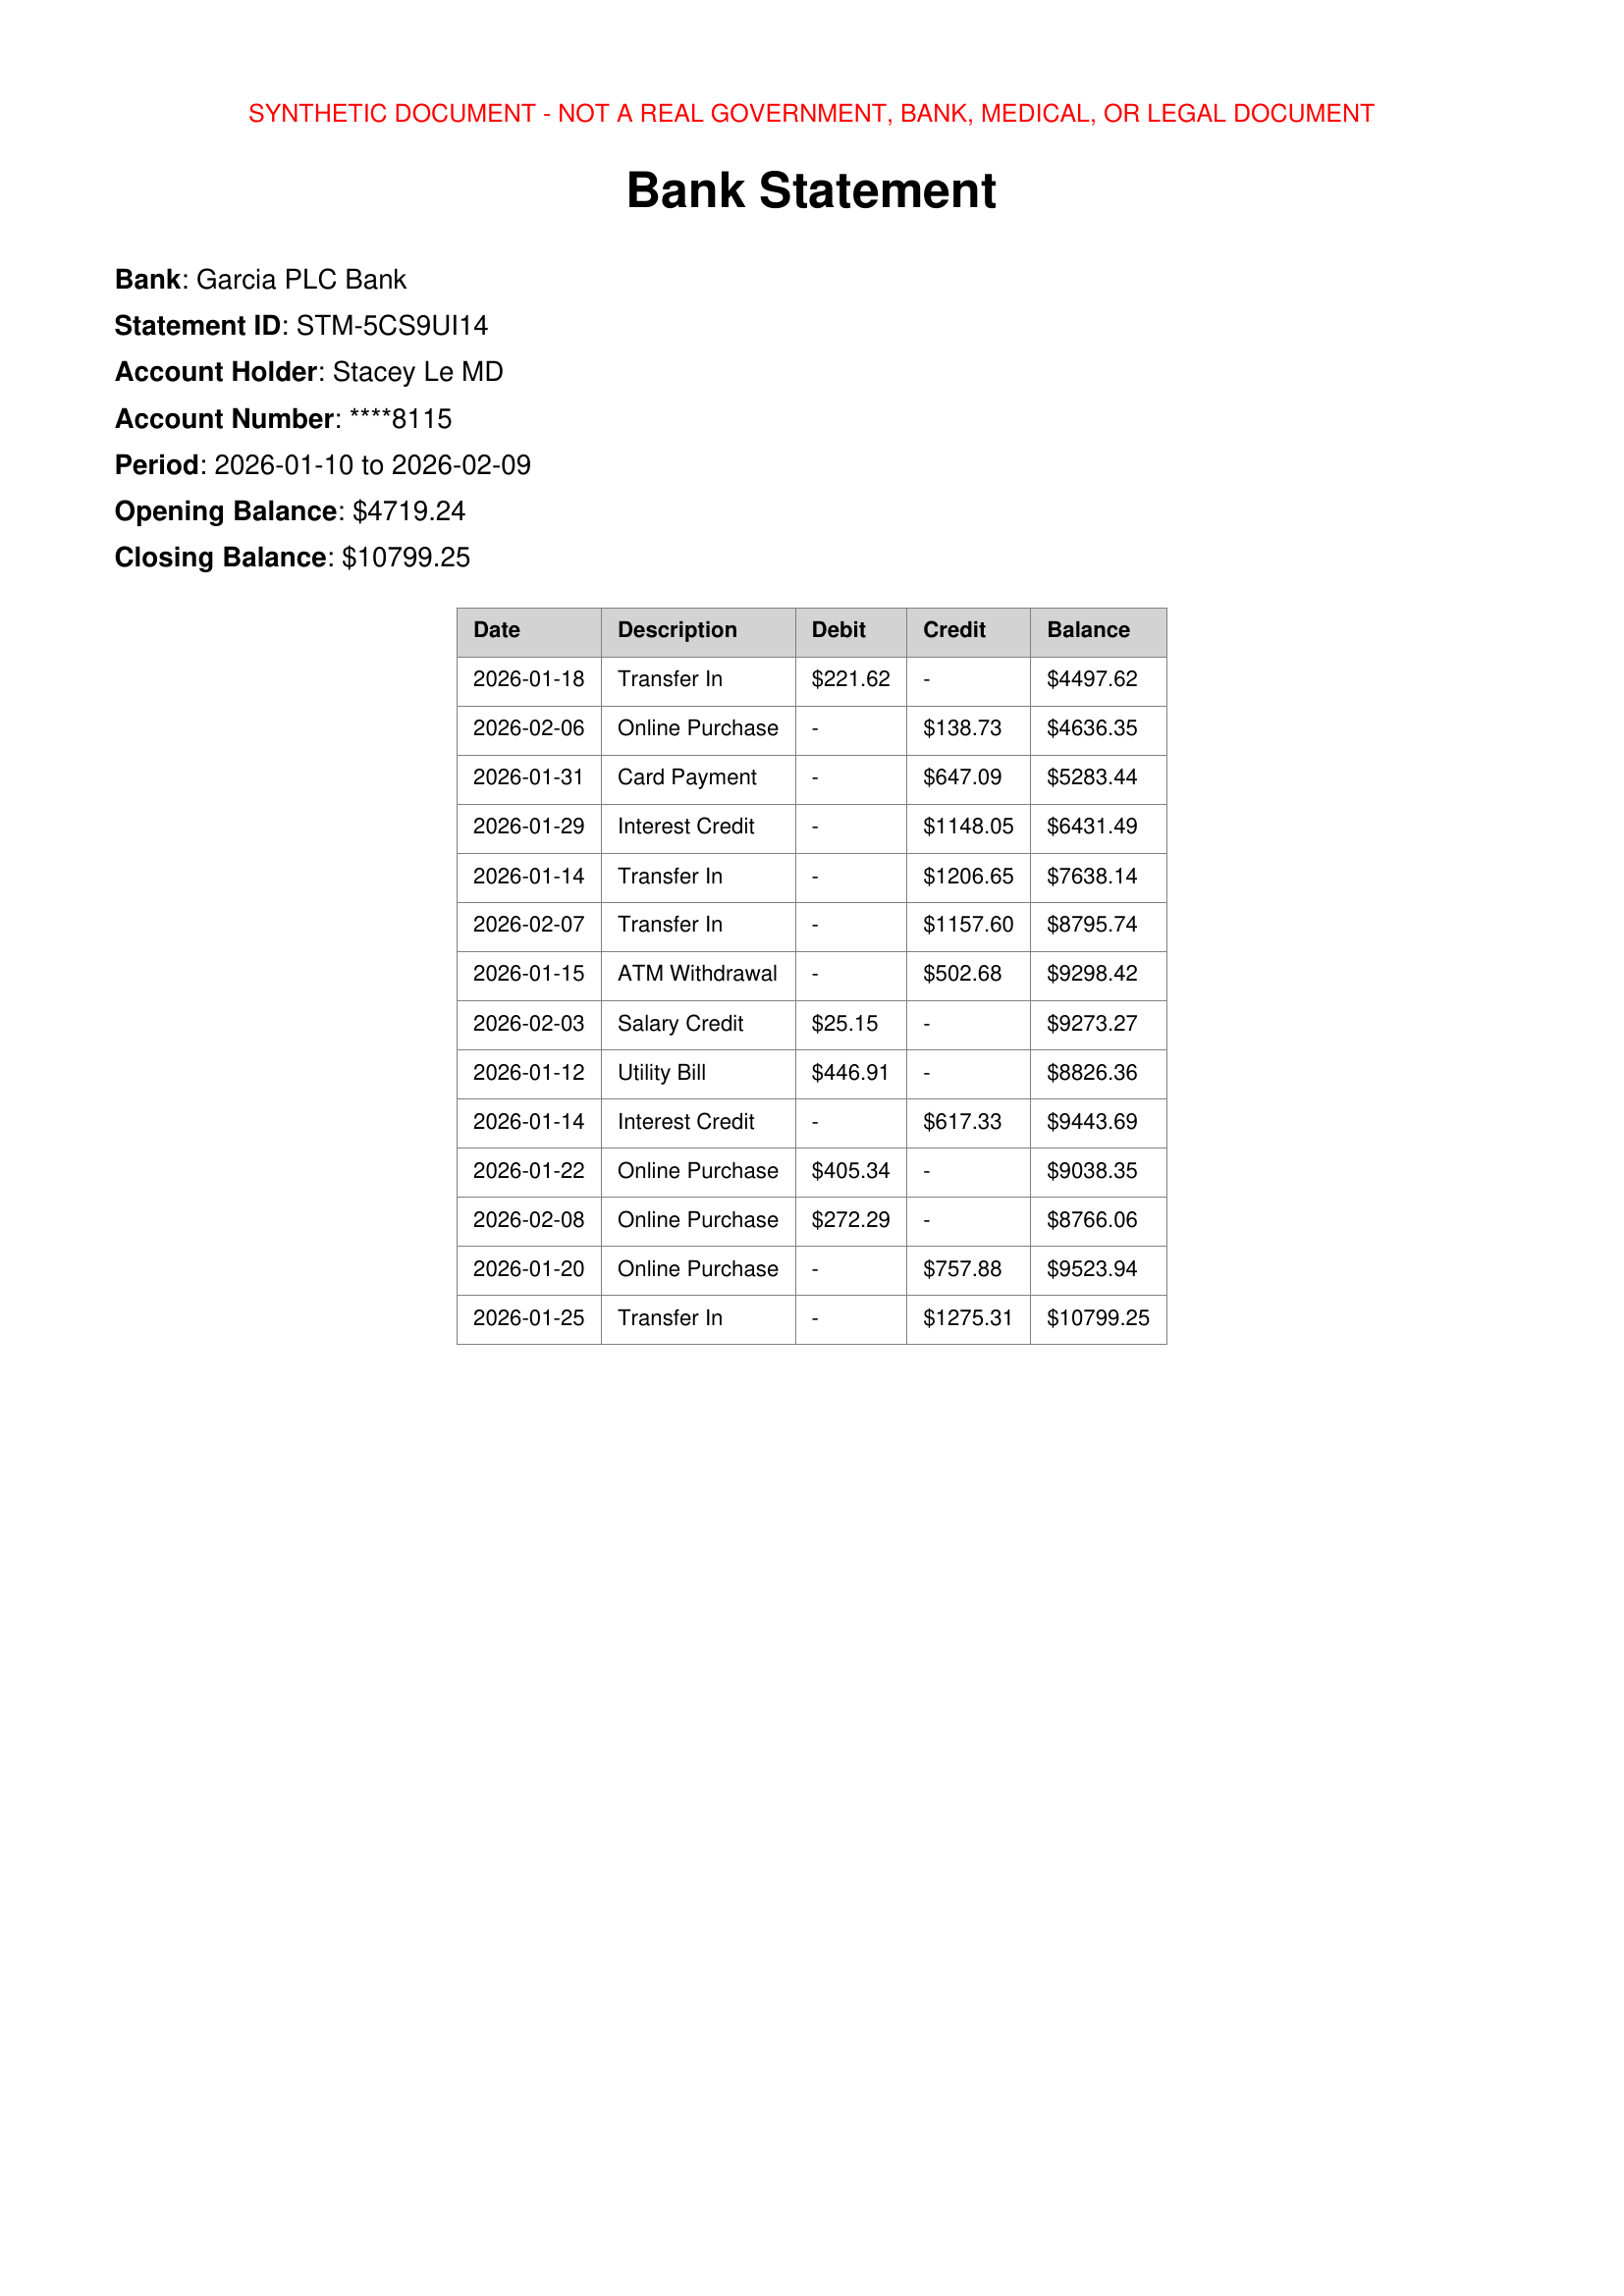 SYNTHETIC DOCUMENT - NOT A REAL GOVERNMENT, BANK, MEDICAL, OR LEGAL DOCUMENT
Bank Statement
Bank: Garcia PLC Bank
Statement ID: STM-5CS9UI14
Account Holder: Stacey Le MD
Account Number: ****8115
Period: 2026-01-10 to 2026-02-09
Opening Balance: $4719.24
Closing Balance: $10799.25
Date Description Debit Credit Balance
2026-01-18 Transfer In $221.62 - $4497.62
2026-02-06 Online Purchase - $138.73 $4636.35
2026-01-31 Card Payment - $647.09 $5283.44
2026-01-29 Interest Credit - $1148.05 $6431.49
2026-01-14 Transfer In - $1206.65 $7638.14
2026-02-07 Transfer In - $1157.60 $8795.74
2026-01-15 ATM Withdrawal - $502.68 $9298.42
2026-02-03 Salary Credit $25.15 - $9273.27
2026-01-12 Utility Bill $446.91 - $8826.36
2026-01-14 Interest Credit - $617.33 $9443.69
2026-01-22 Online Purchase $405.34 - $9038.35
2026-02-08 Online Purchase $272.29 - $8766.06
2026-01-20 Online Purchase - $757.88 $9523.94
2026-01-25 Transfer In - $1275.31 $10799.25